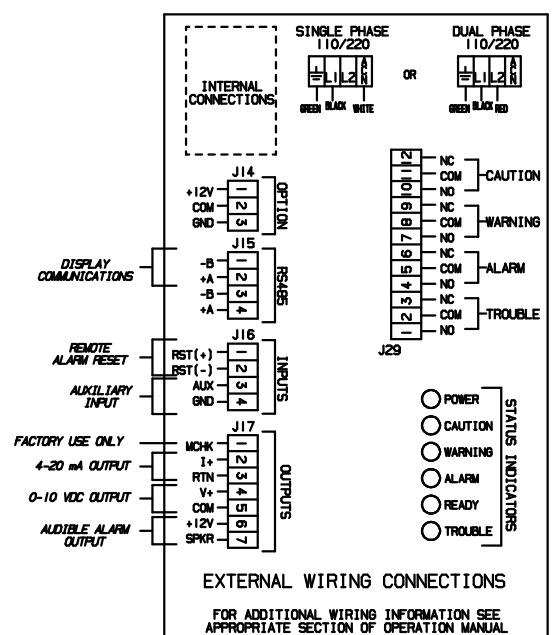 SINGLE PHASE
110/220
L1 L2 ACLN
GREEN BLACK WHITE
OR
DUAL PHASE
110/220
L1 L2 ACLN
GREEN BLACK RED
INTERNAL
CONNECTIONS
J14
+12V 1
COM 2
GND 3
OPTION
J15
-B 1
+A 2
-B 3
+A 4
RS485
DISPLAY
COMMUNICATIONS
J16
RST(+) 1
RST(-) 2
AUX 3
GND 4
INPUTS
REMOTE
ALARM RESET
AUXILIARY
INPUT
J17
MCHK 1
I+ 2
RTN 3
V+ 4
COM 5
+12V 6
SPKR 7
OUTPUTS
FACTORY USE ONLY
4-20 mA OUTPUT
0-10 VDC OUTPUT
AUDIBLE ALARM
OUTPUT
12 NC
11 COM CAUTION
10 NO
9 NC
8 COM WARNING
7 NO
6 NC
5 COM ALARM
4 NO
3 NC
2 COM TROUBLE
1 NO
J29
POWER
CAUTION
WARNING
ALARM
READY
TROUBLE
STATUS INDICATORS
EXTERNAL WIRING CONNECTIONS
FOR ADDITIONAL WIRING INFORMATION SEE
APPROPRIATE SECTION OF OPERATION MANUAL